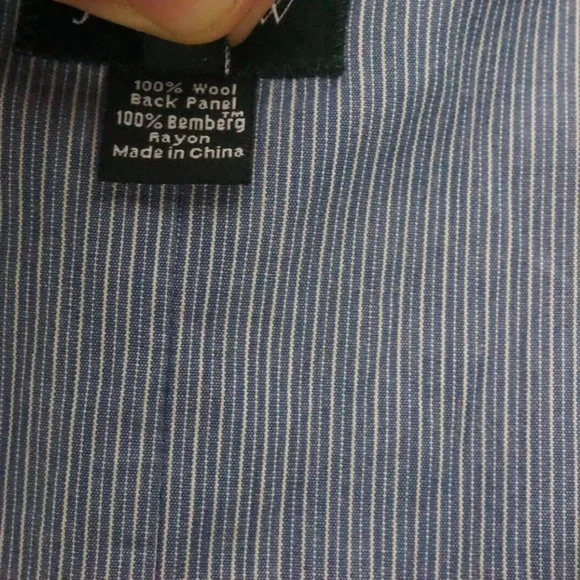 100% Wool
Back Panel
100% Bemberg™
Rayon
Made in China